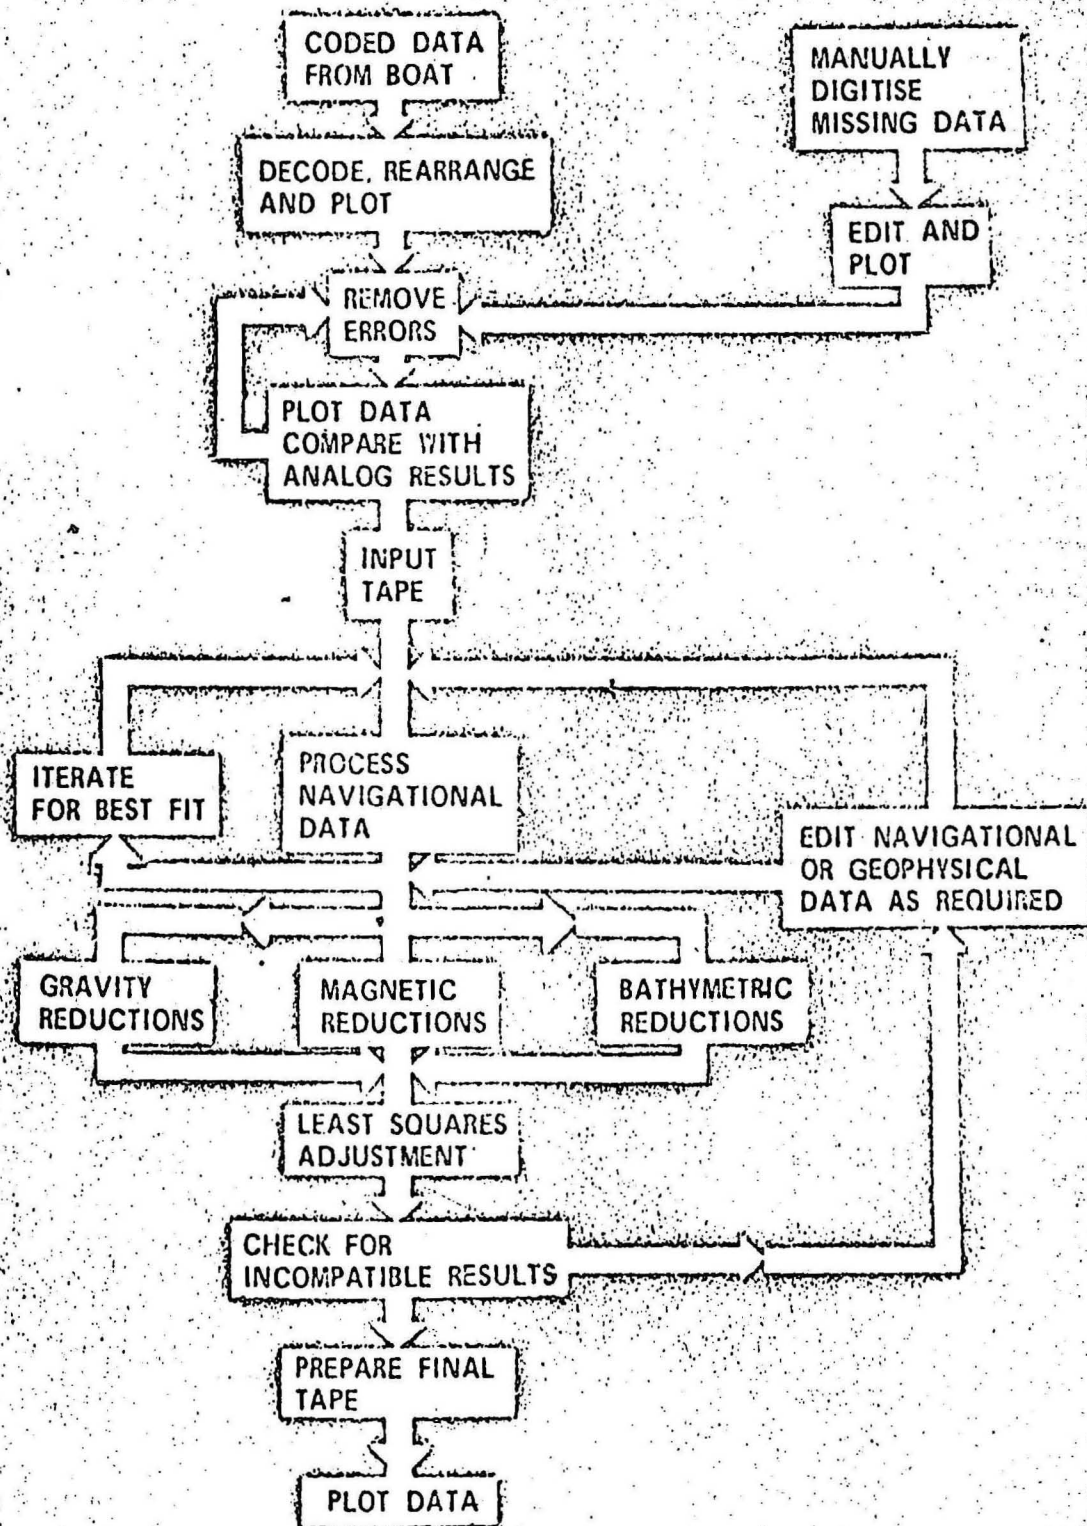 CODED DATA
FROM BOAT
MANUALLY
DIGITISE
MISSING DATA
DECODE, REARRANGE
AND PLOT
EDIT AND
PLOT
REMOVE
ERRORS
PLOT DATA
COMPARE WITH
ANALOG RESULTS
INPUT
TAPE
ITERATE
FOR BEST FIT
PROCESS
NAVIGATIONAL
DATA
EDIT NAVIGATIONAL
OR GEOPHYSICAL
DATA AS REQUIRED
GRAVITY
REDUCTIONS
MAGNETIC
REDUCTIONS
BATHYMETRIC
REDUCTIONS
LEAST SQUARES
ADJUSTMENT
CHECK FOR
INCOMPATIBLE RESULTS
PREPARE FINAL
TAPE
PLOT DATA